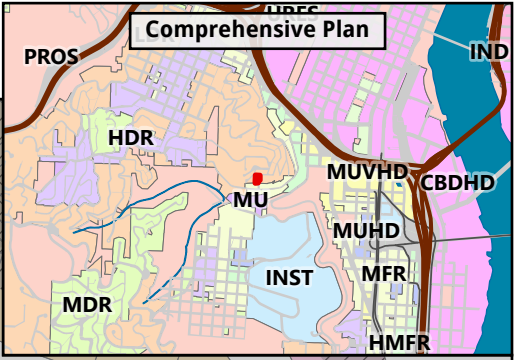 Comprehensive Plan
PROS
IND
HDR
MUVHD
CBDHD
MU
MUHD
INST
MFR
MDR
HMFR